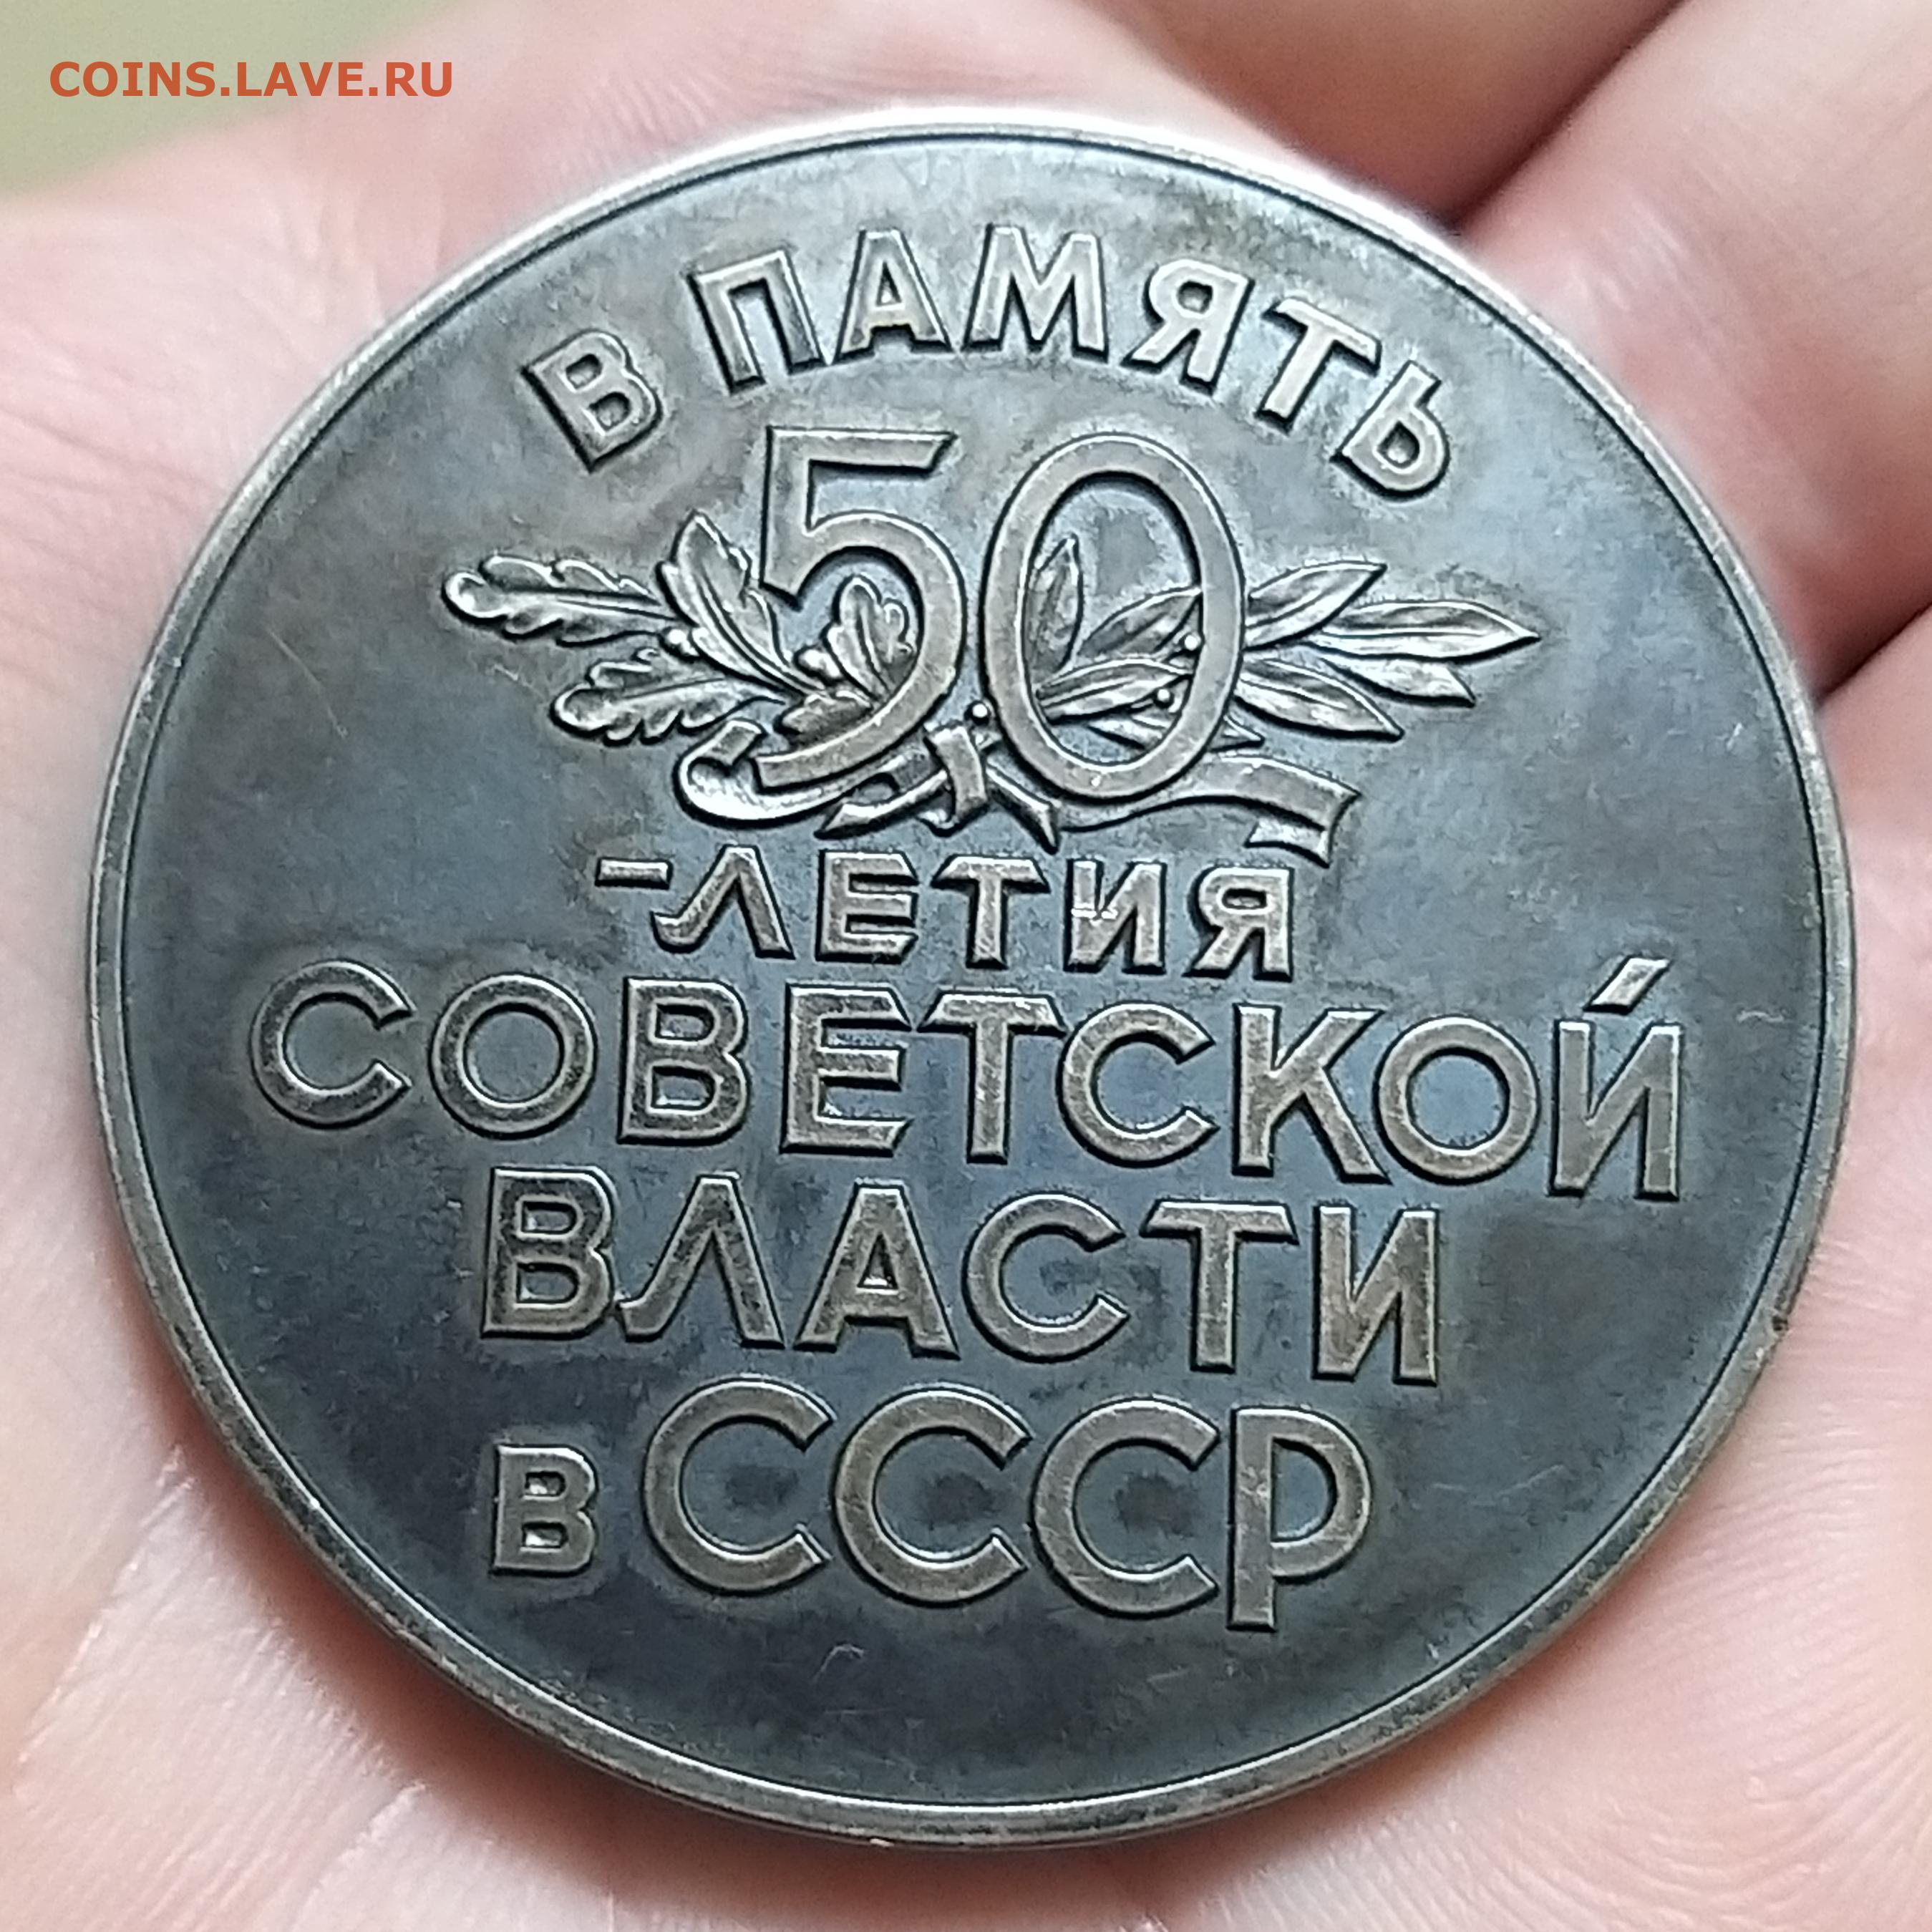 COINS.LAVE.RU
В ПАМЯТЬ
50
-ЛЕТИЯ
СОВЕТСКОЙ
ВЛАСТИ
в СССР